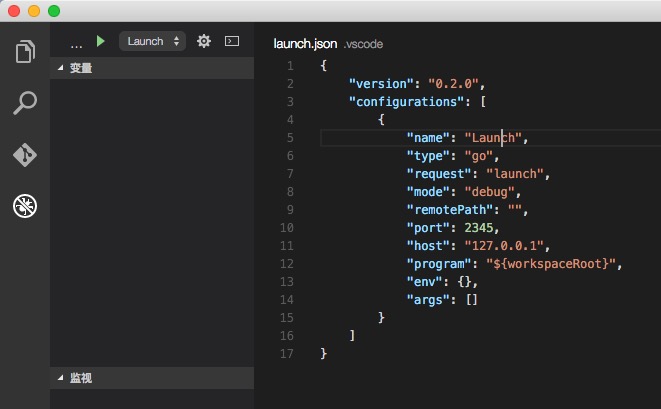 ... Launch
变量
监视
launch.json .vscode
1 {
2 "version": "0.2.0",
3 "configurations": [
4 {
5 "name": "Launch",
6 "type": "go",
7 "request": "launch",
8 "mode": "debug",
9 "remotePath": "",
10 "port": 2345,
11 "host": "127.0.0.1",
12 "program": "${workspaceRoot}",
13 "env": {},
14 "args": []
15 }
16 ]
17 }